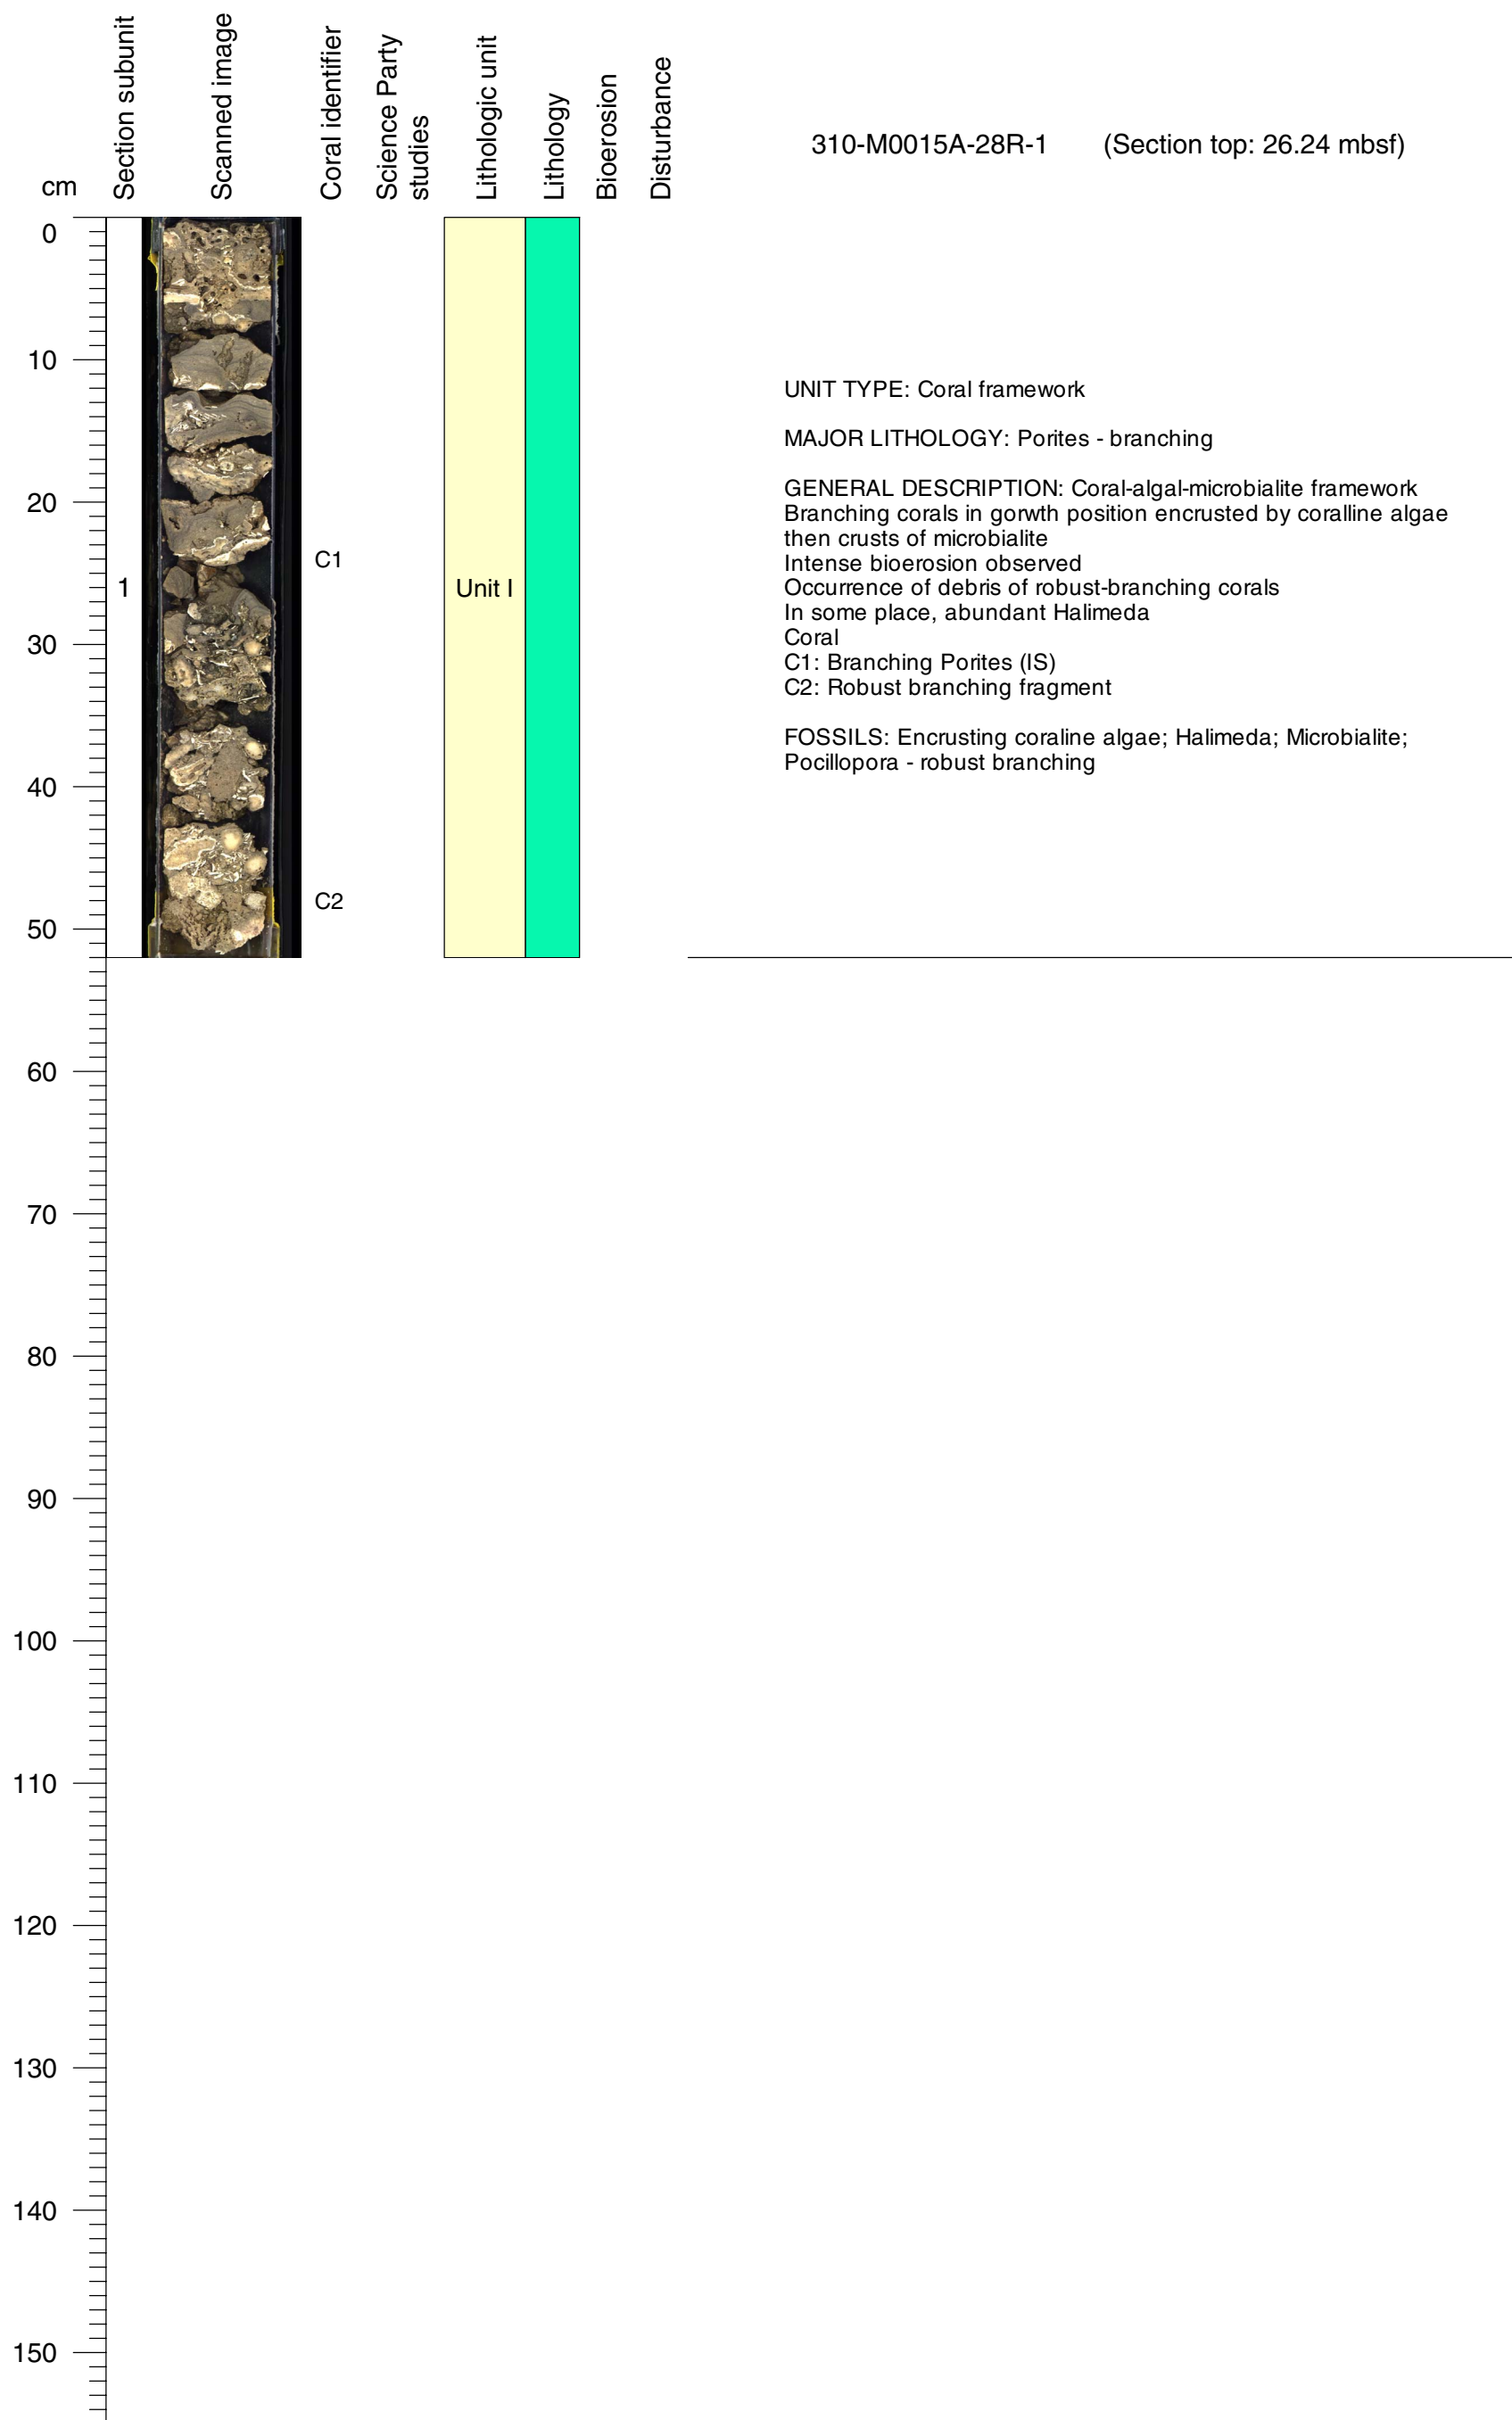 cm
Section subunit
Scanned image
Coral identifier
Science Party
studies
Lithologic unit
Lithology
Bioerosion
Disturbance
310-M0015A-28R-1 (Section top: 26.24 mbsf)
0
10
20
30
40
50
60
70
80
90
100
110
120
130
140
150
1
C1
C2
Unit I
UNIT TYPE: Coral framework
MAJOR LITHOLOGY: Porites - branching
GENERAL DESCRIPTION: Coral-algal-microbialite framework
Branching corals in gorwth position encrusted by coralline algae
then crusts of microbialite
Intense bioerosion observed
Occurrence of debris of robust-branching corals
In some place, abundant Halimeda
Coral
C1: Branching Porites (IS)
C2: Robust branching fragment
FOSSILS: Encrusting coraline algae; Halimeda; Microbialite;
Pocillopora - robust branching